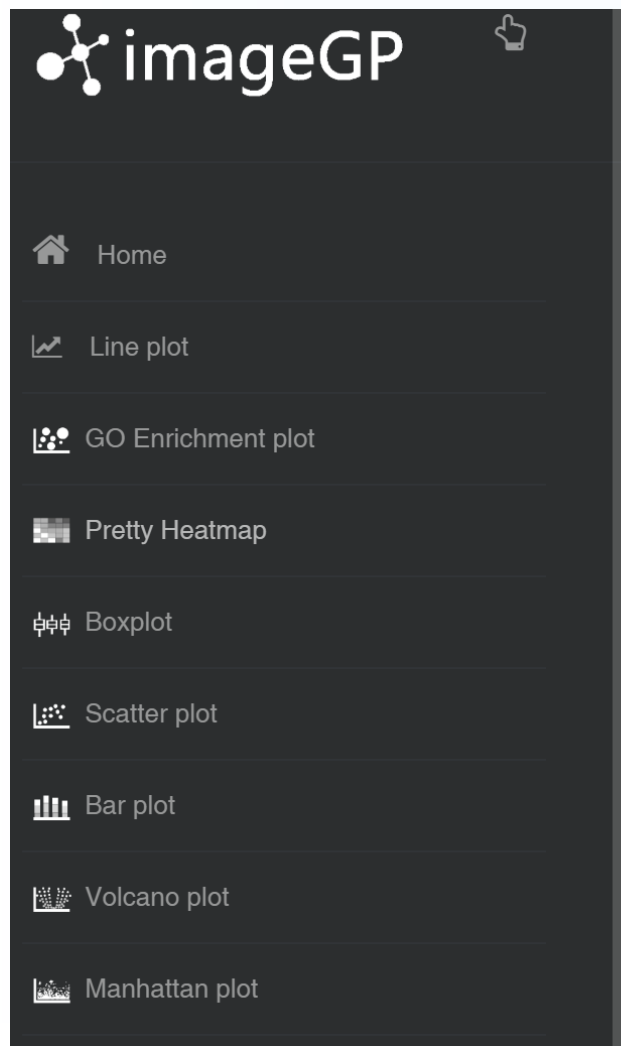 imageGP
Home
Line plot
GO Enrichment plot
Pretty Heatmap
Boxplot
Scatter plot
Bar plot
Volcano plot
Manhattan plot